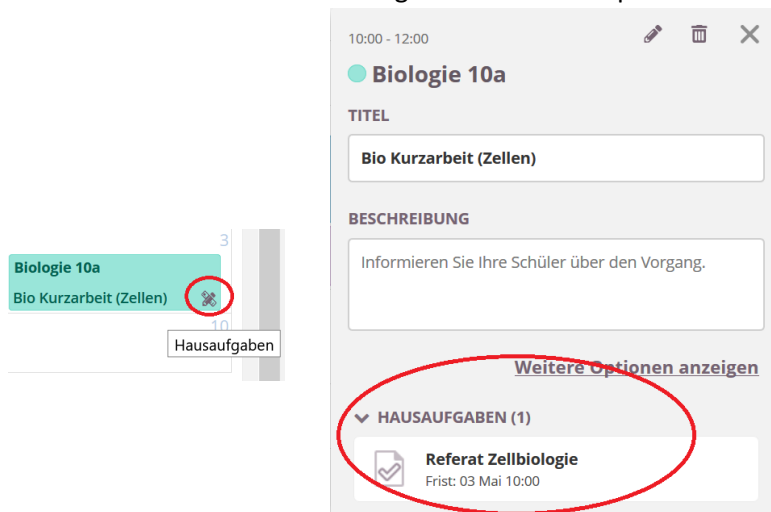 3
Biologie 10a
Bio Kurzarbeit (Zellen)
10
Hausaufgaben
10:00 - 12:00
Biologie 10a
TITEL
Bio Kurzarbeit (Zellen)
BESCHREIBUNG
Informieren Sie Ihre Schüler über den Vorgang.
Weitere Optionen anzeigen
HAUSAUFGABEN (1)
Referat Zellbiologie
Frist: 03 Mai 10:00